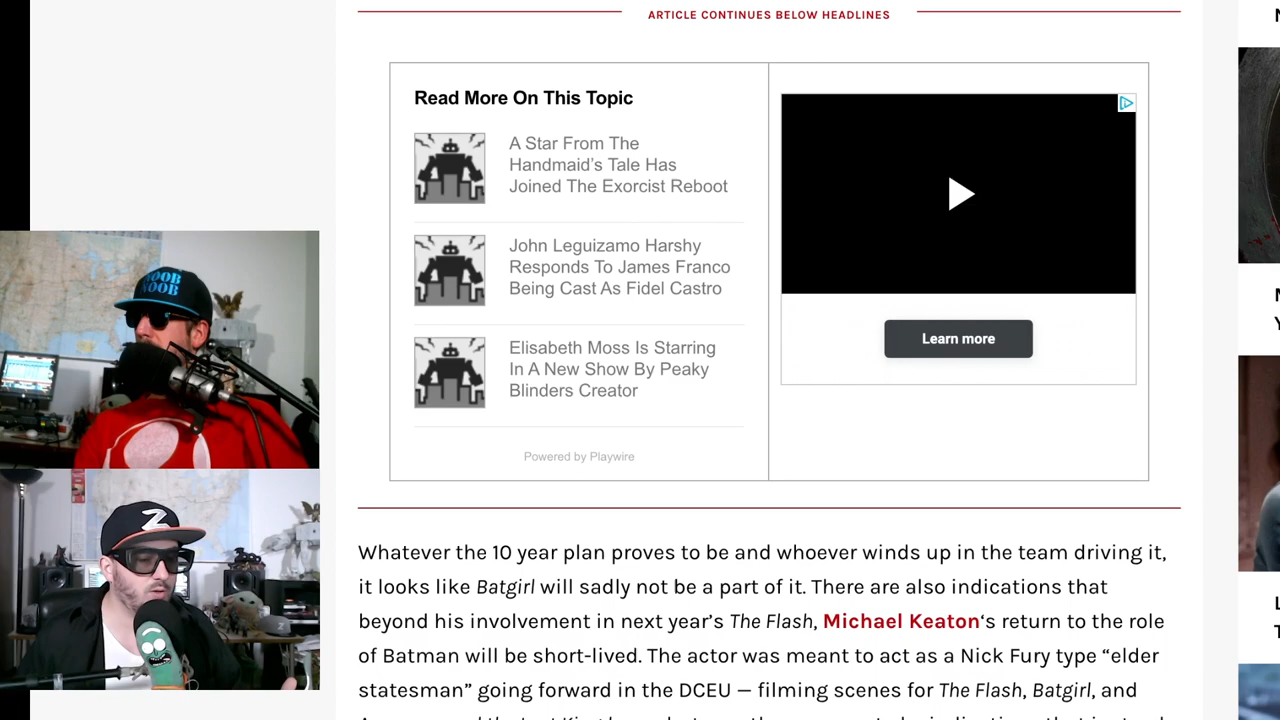 ARTICLE CONTINUES BELOW HEADLINES
Read More On This Topic
A Star From The
Handmaid’s Tale Has
Joined The Exorcist Reboot
John Leguizamo Harshy
Responds To James Franco
Being Cast As Fidel Castro
Elisabeth Moss Is Starring
In A New Show By Peaky
Blinders Creator
Powered by Playwire
Learn more
NOOB
NOOB
Whatever the 10 year plan proves to be and whoever winds up in the team driving it,
it looks like Batgirl will sadly not be a part of it. There are also indications that
beyond his involvement in next year’s The Flash, Michael Keaton‘s return to the role
of Batman will be short-lived. The actor was meant to act as a Nick Fury type “elder
statesman” going forward in the DCEU — filming scenes for The Flash, Batgirl, and